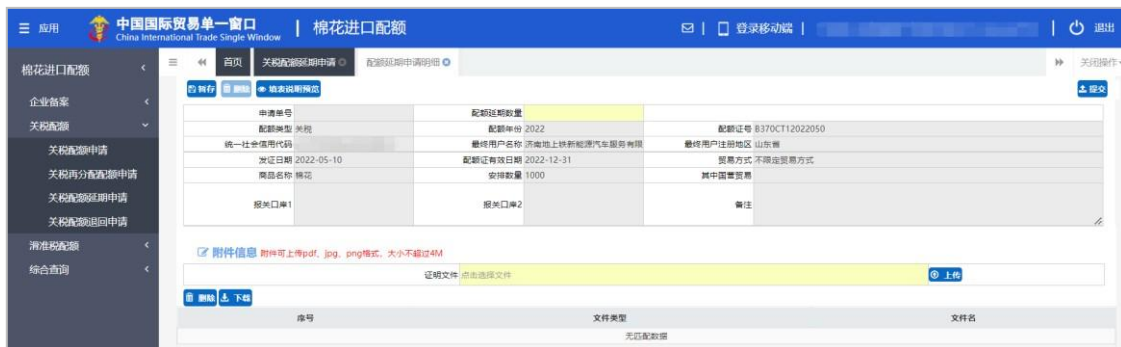 应用 中国国际贸易单一窗口 棉花进口配额 登录移动端 退出
China International Trade Single Window
棉花进口配额 首页 关税配额延期申请 配额延期申请明细 关闭操作
暂存 删除 填表说明预览 提交
企业备案
申请单号 配额延期数量
关税配额
配额类型 关税 配额年份 2022 配额证号 B370CT12022050
统一社会信用代码 最终用户名称 济南地上铁新能源汽车服务有限 最终用户注册地区 山东省
关税配额申请
发证日期 2022-05-10 配额证有效日期 2022-12-31 贸易方式 不限定贸易方式
关税再分配配额申请
商品名称 棉花 安排数量 1000 其中国营贸易
关税配额延期申请
报关口岸1 报关口岸2 备注
关税配额退回申请
滑准税配额
附件信息 附件可上传pdf、jpg、png格式、大小不超过4M
综合查询
证明文件 点击选择文件 上传
删除 下载
序号 文件类型 文件名
无匹配数据